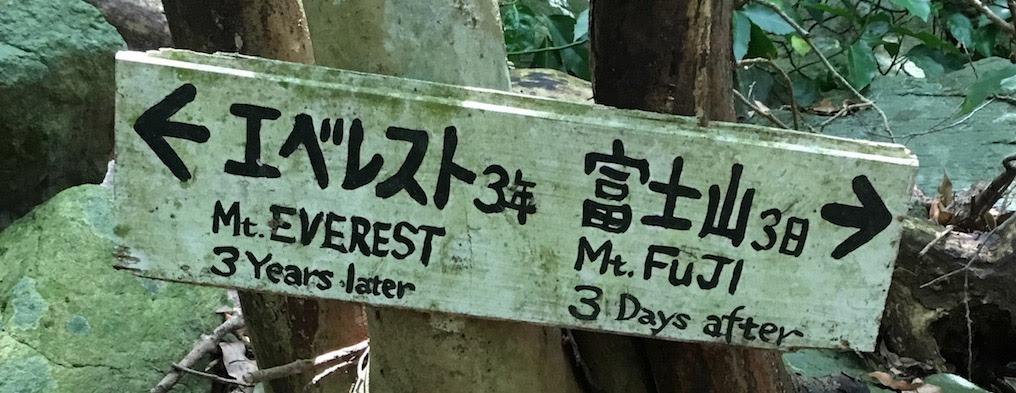 ← エベレスト3年
Mt. EVEREST
3 Years later
富士山3日 →
Mt. FUJI
3 Days after